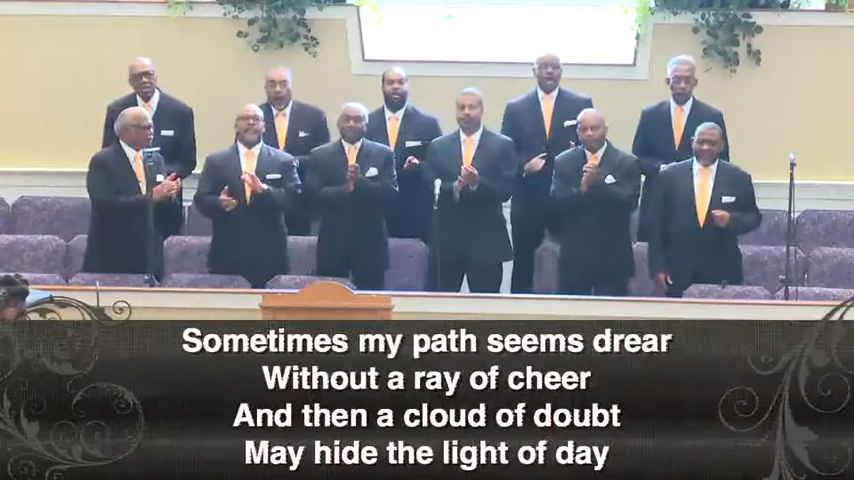 Sometimes my path seems drear
Without a ray of cheer
And then a cloud of doubt
May hide the light of day